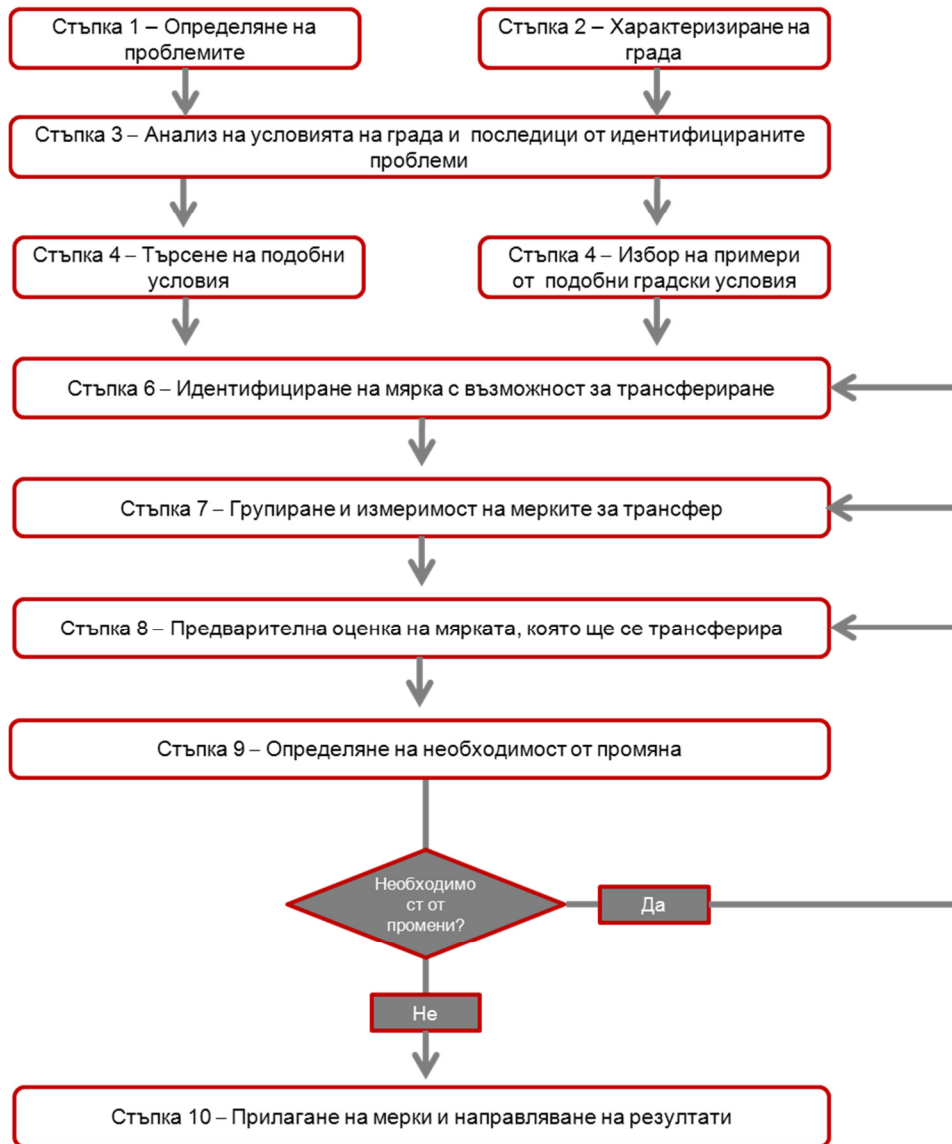 Стъпка 1 – Определяне на
проблемите
Стъпка 2 – Характеризиране на
града
Стъпка 3 – Анализ на условията на града и последици от идентифицираните
проблеми
Стъпка 4 – Търсене на подобни
условия
Стъпка 4 – Избор на примери
от подобни градски условия
Стъпка 6 – Идентифициране на мярка с възможност за трансфериране
Стъпка 7 – Групиране и измеримост на мерките за трансфер
Стъпка 8 – Предварителна оценка на мярката, която ще се трансферира
Стъпка 9 – Определяне на необходимост от промяна
Необходимо
ст от
промени?
Да
Не
Стъпка 10 – Прилагане на мерки и направляване на резултати